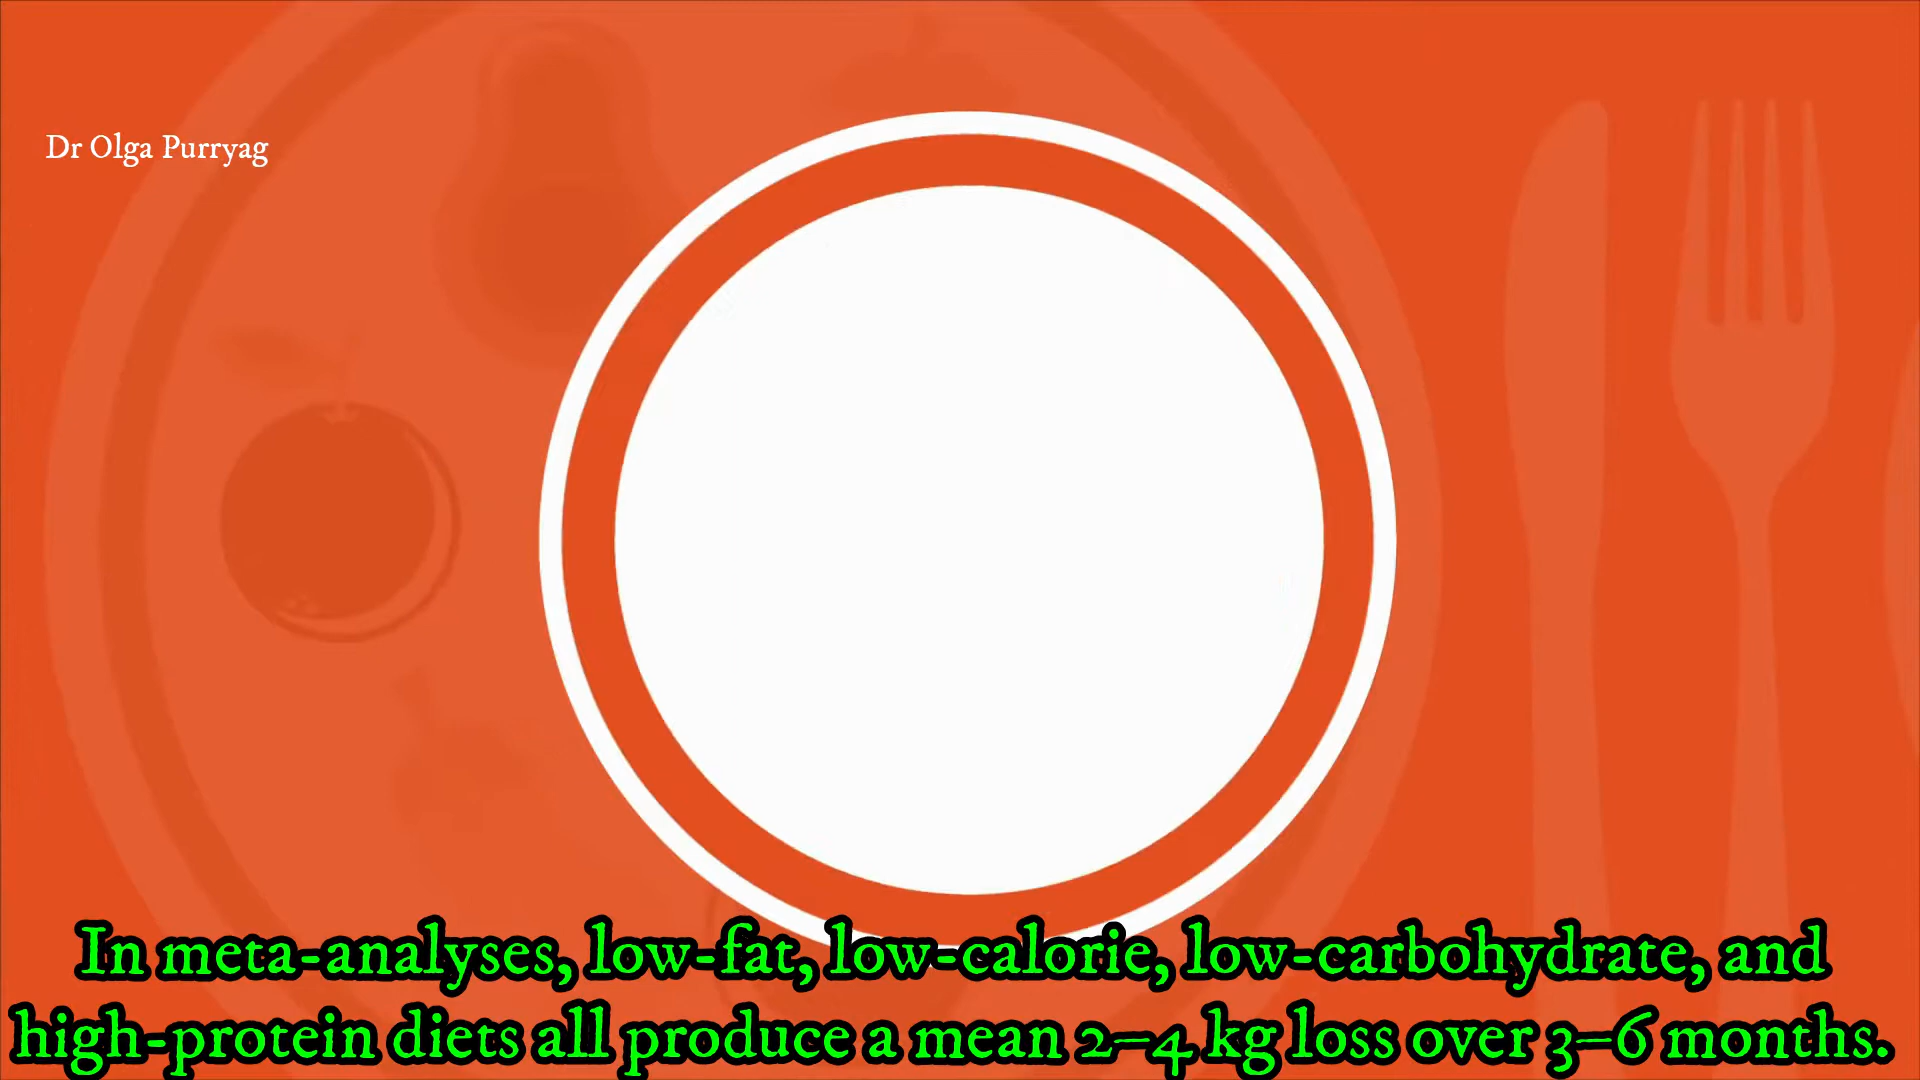 Dr Olga Purryag
In meta-analyses, low-fat, low-calorie, low-carbohydrate, and
high-protein diets all produce a mean 2–4 kg loss over 3–6 months.